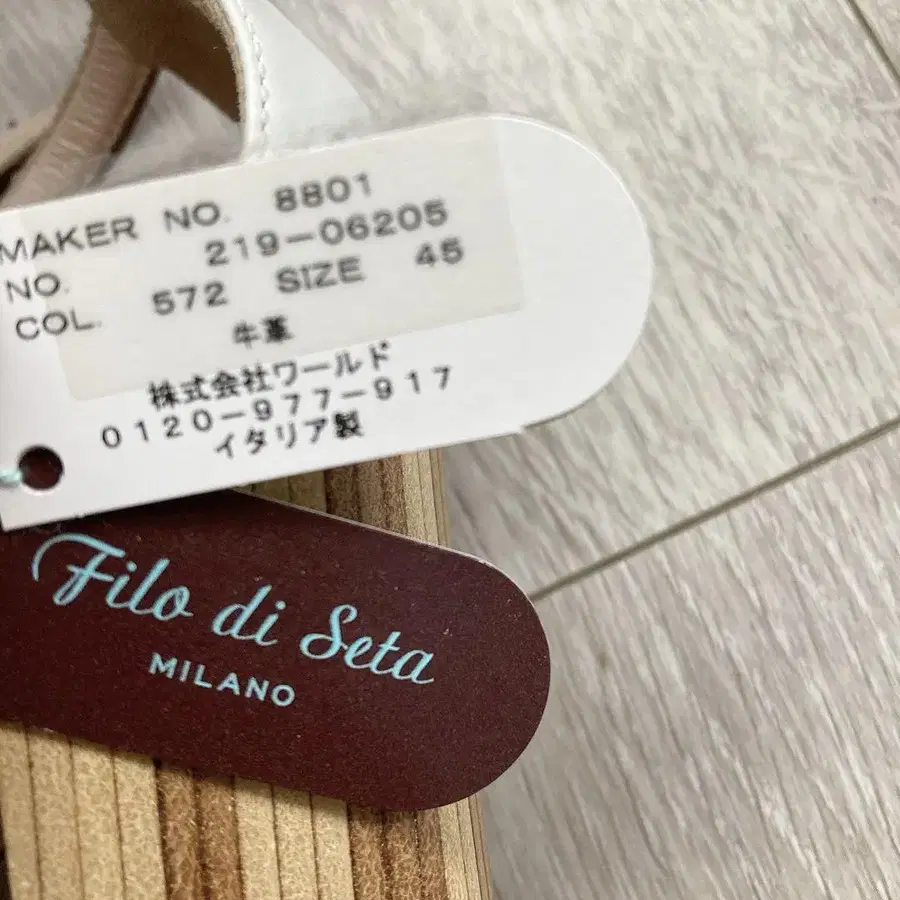 MAKER NO. 8801
NO. 219-06205
COL. 572 SIZE 45
牛革
株式会社ワールド
0120-977-917
イタリア製
Filo di Seta
MILANO